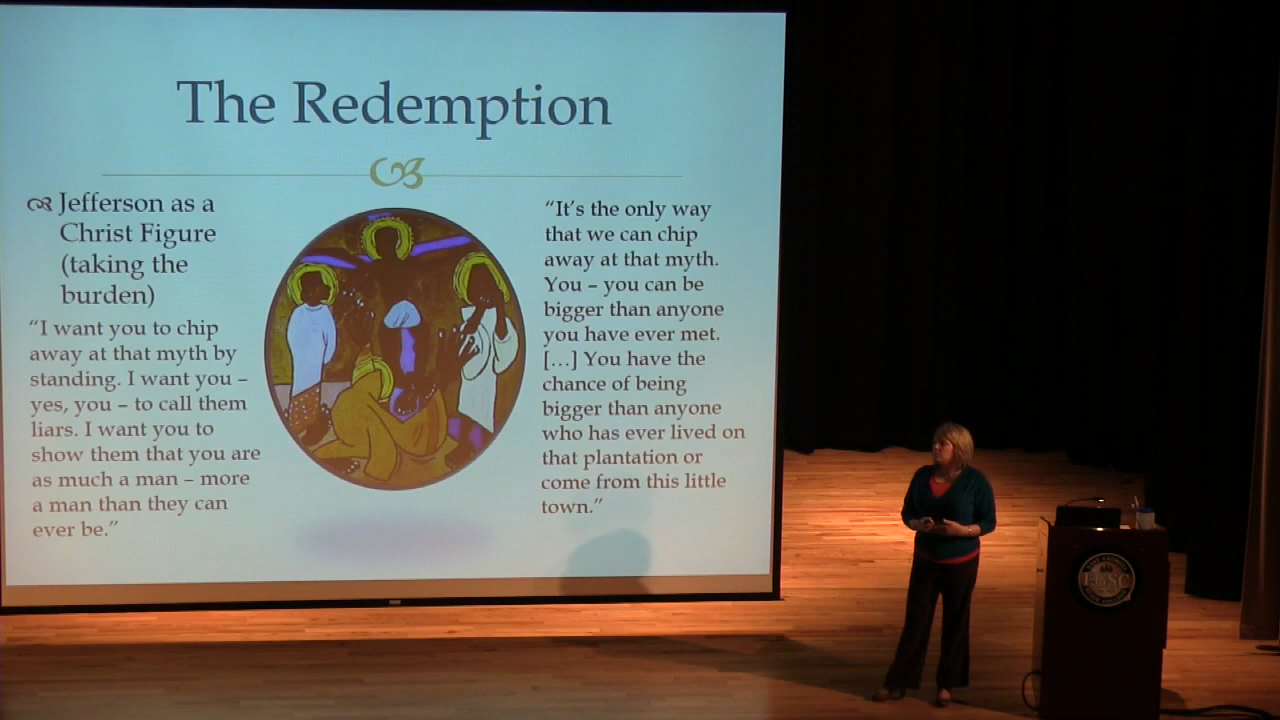 The Redemption
Jefferson as a
Christ Figure
(taking the
burden)
“I want you to chip
away at that myth by
standing. I want you –
yes, you – to call them
liars. I want you to
show them that you are
as much a man – more
a man than they can
ever be.”
“It’s the only way
that we can chip
away at that myth.
You – you can be
bigger than anyone
you have ever met.
[…] You have the
chance of being
bigger than anyone
who has ever lived on
that plantation or
come from this little
town.”
EGSC